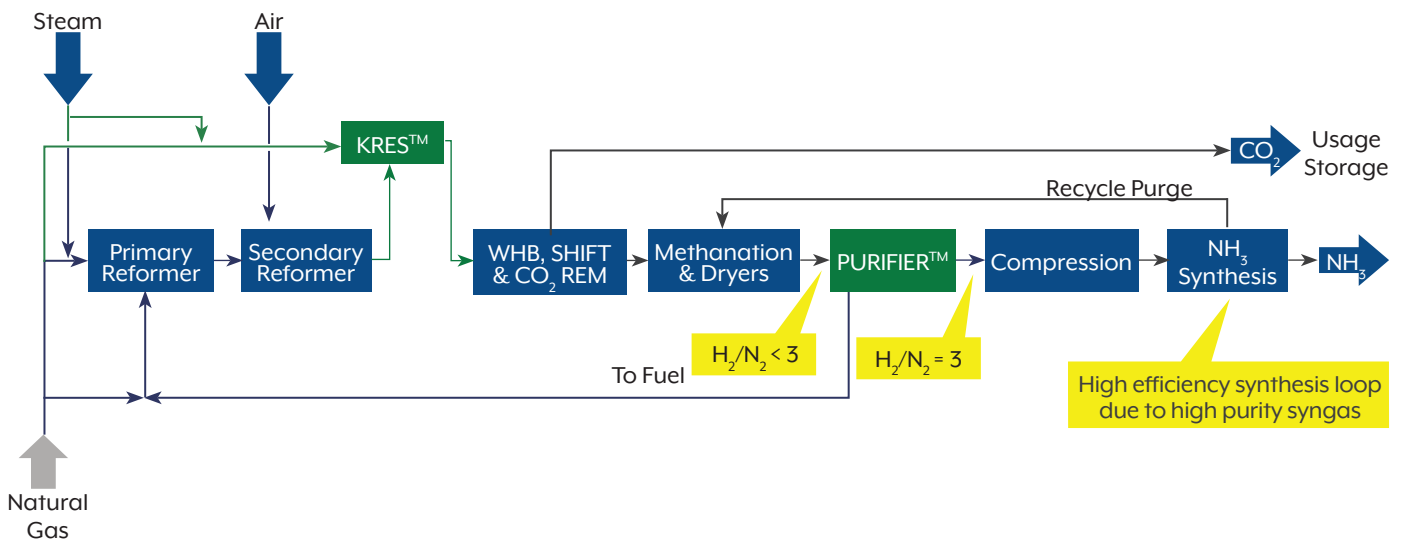 Steam
Air
KRES™
CO₂
Usage
Storage
Recycle Purge
Primary
Reformer
Secondary
Reformer
WHB, SHIFT
& CO₂ REM
Methanation
& Dryers
PURIFIER™
Compression
NH₃
Synthesis
NH₃
H₂/N₂ < 3
H₂/N₂ = 3
To Fuel
High efficiency synthesis loop
due to high purity syngas
Natural
Gas